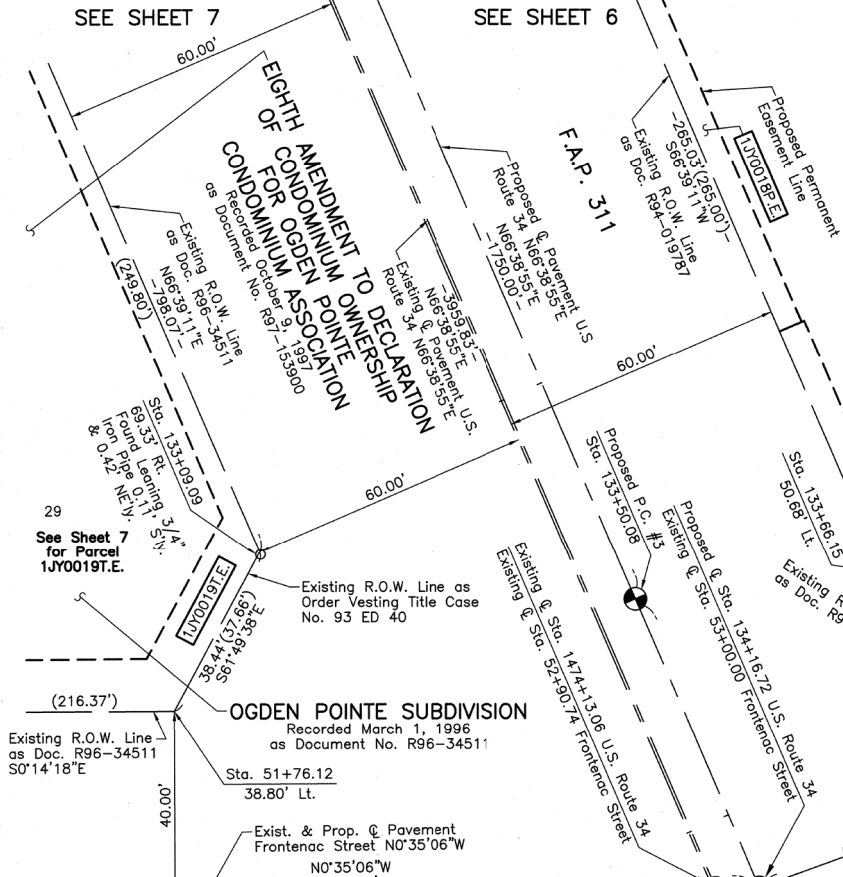 SEE SHEET 7
SEE SHEET 6
60.00'
EIGHTH AMENDMENT TO DECLARATION
OF CONDOMINIUM OWNERSHIP
FOR OGDEN POINTE
CONDOMINIUM ASSOCIATION
Recorded October 9, 1997
as Document No. R97-153900
F.A.P. 311
Proposed Permanent
Easement Line
1JY0018P.E.
-265.03'(265.00')-
S66°39'11"W
Existing R.O.W. Line
as Doc. R94-019787
Proposed ℄ Pavement U.S
Route 34 N66°38'55"E
N66°38'55"E
-1750.00'-
-3959.83'-
N66°38'55"E
Existing ℄ Pavement U.S.
Route 34 N66°38'55"E
Existing R.O.W. Line
as Doc. R96-34511
N66°39'11"E
-798.07'-
(249.80')
60.00'
60.00'
Sta. 133+09.09
69.33' Rt.
Found Leaning 3/4"
Iron Pipe 0.11' S'ly.
& 0.42' NE'ly.
29
See Sheet 7
for Parcel
1JY0019T.E.
1JY0019T.E.
38.44'(37.66')
S61°49'38"E
Existing R.O.W. Line as
Order Vesting Title Case
No. 93 ED 40
Proposed P.C. #3
Sta. 133+50.08
Sta. 133+66.15
50.68' Lt.
Existing R
as Doc. R9
Proposed ℄ Sta. 134+16.72 U.S. Route 34
Existing ℄ Sta. 53+00.00 Frontenac Street
Existing ℄ Sta. 1474+13.06 U.S. Route 34
Existing ℄ Sta. 52+90.74 Frontenac Street
(216.37')
OGDEN POINTE SUBDIVISION
Recorded March 1, 1996
as Document No. R96-34511
Existing R.O.W. Line
as Doc. R96-34511
S0°14'18"E
Sta. 51+76.12
38.80' Lt.
40.00'
Exist. & Prop. ℄ Pavement
Frontenac Street N0°35'06"W
N0°35'06"W